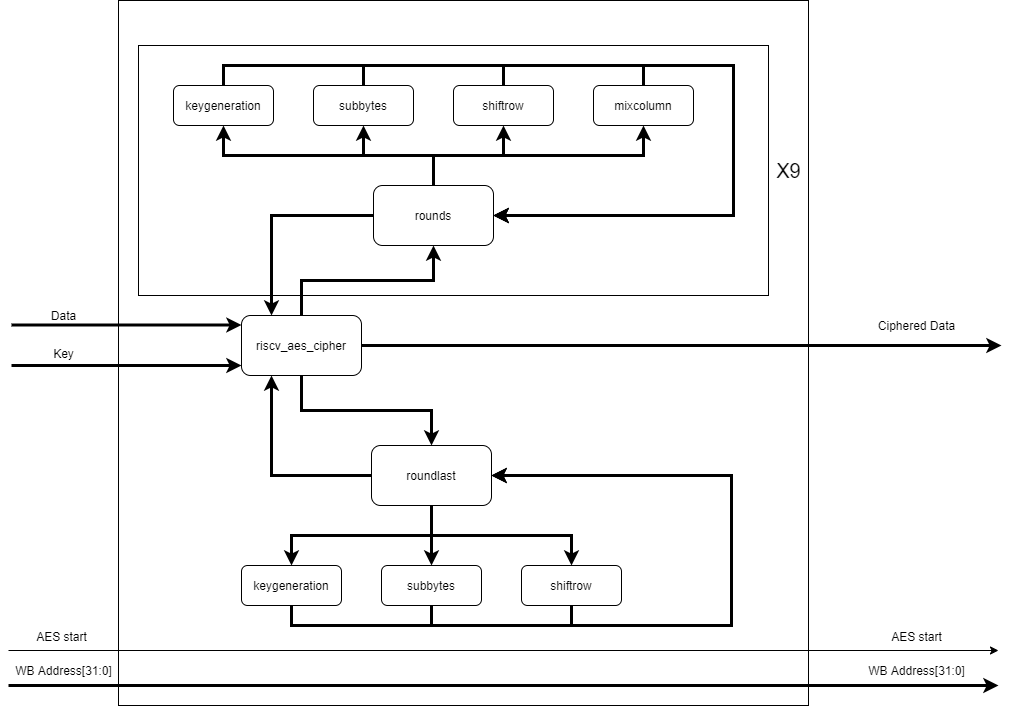 keygeneration
subbytes
shiftrow
mixcolumn
X9
rounds
Data
riscv_aes_cipher
Ciphered Data
Key
roundlast
keygeneration
subbytes
shiftrow
AES start
AES start
WB Address[31:0]
WB Address[31:0]